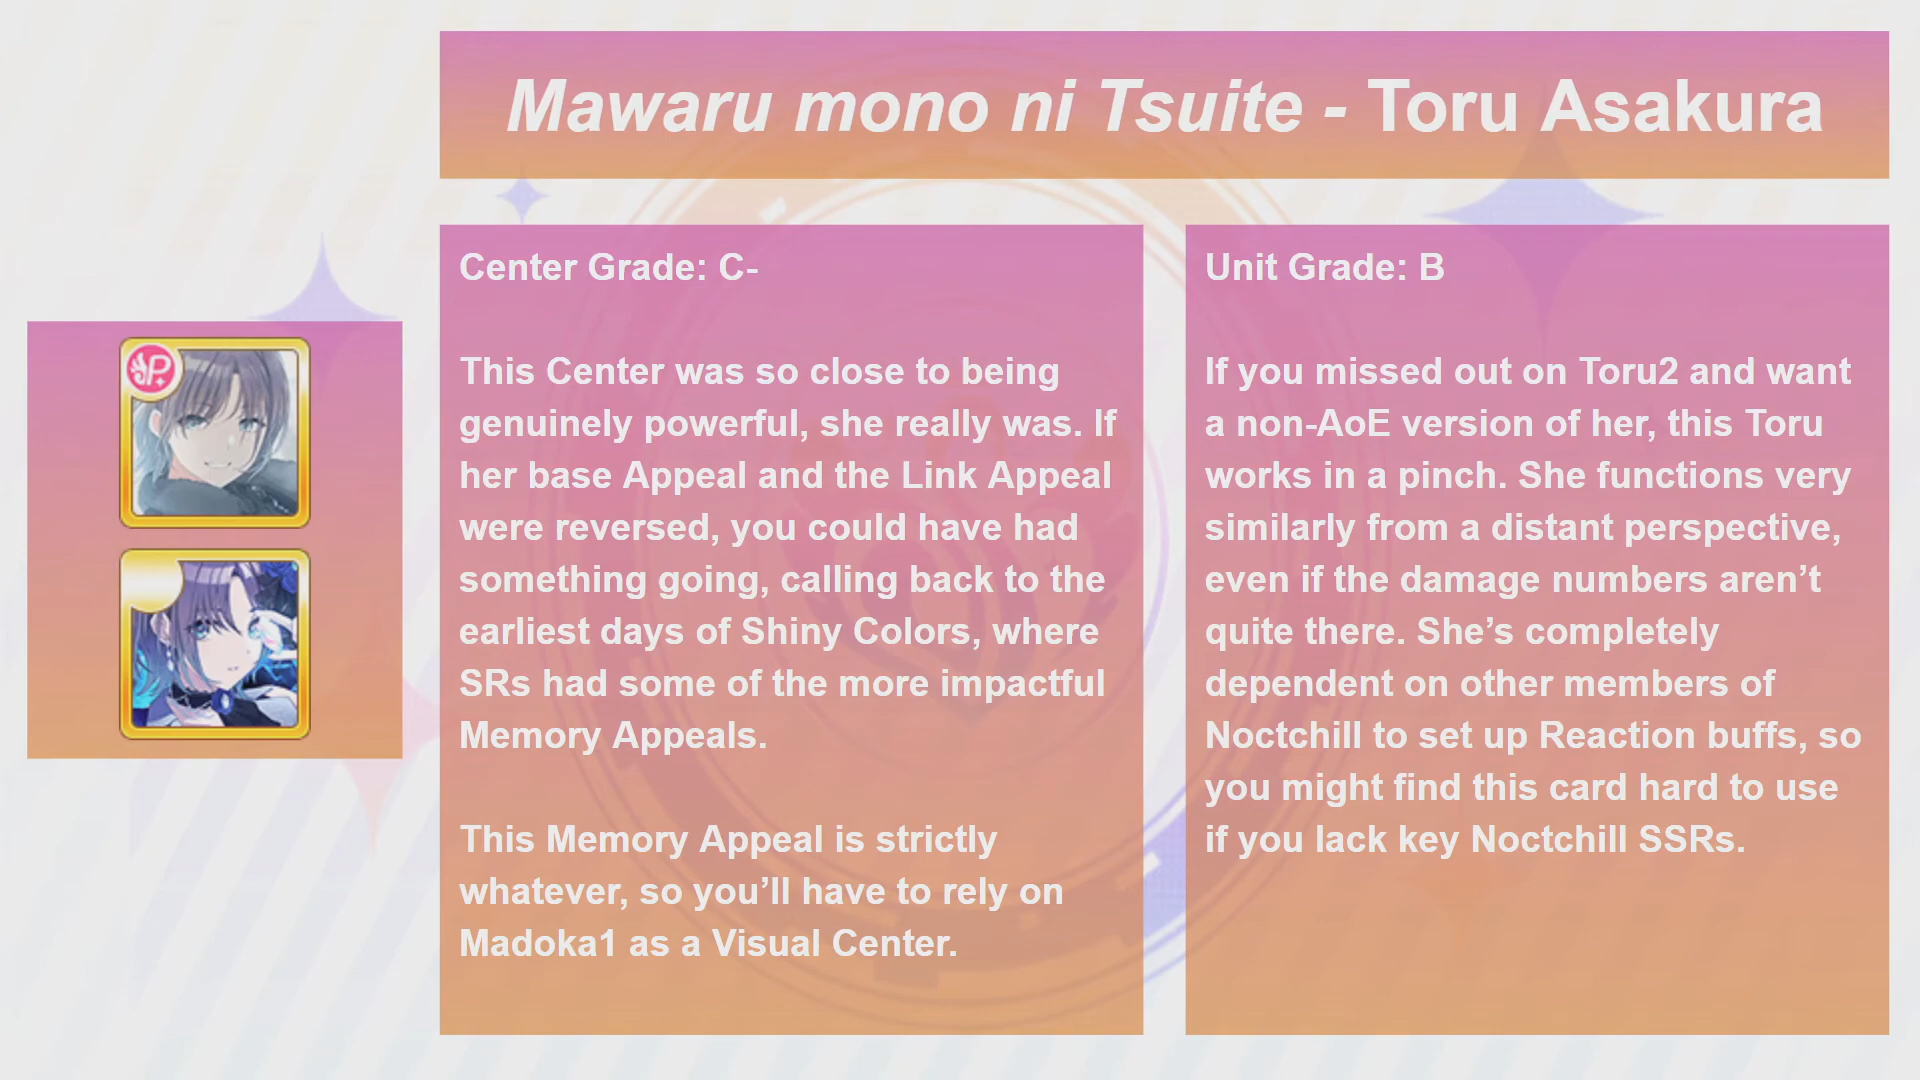 Mawaru mono ni Tsuite - Toru Asakura
P
Center Grade: C-
This Center was so close to being
genuinely powerful, she really was. If
her base Appeal and the Link Appeal
were reversed, you could have had
something going, calling back to the
earliest days of Shiny Colors, where
SRs had some of the more impactful
Memory Appeals.
This Memory Appeal is strictly
whatever, so you’ll have to rely on
Madoka1 as a Visual Center.
Unit Grade: B
If you missed out on Toru2 and want
a non-AoE version of her, this Toru
works in a pinch. She functions very
similarly from a distant perspective,
even if the damage numbers aren’t
quite there. She’s completely
dependent on other members of
Noctchill to set up Reaction buffs, so
you might find this card hard to use
if you lack key Noctchill SSRs.